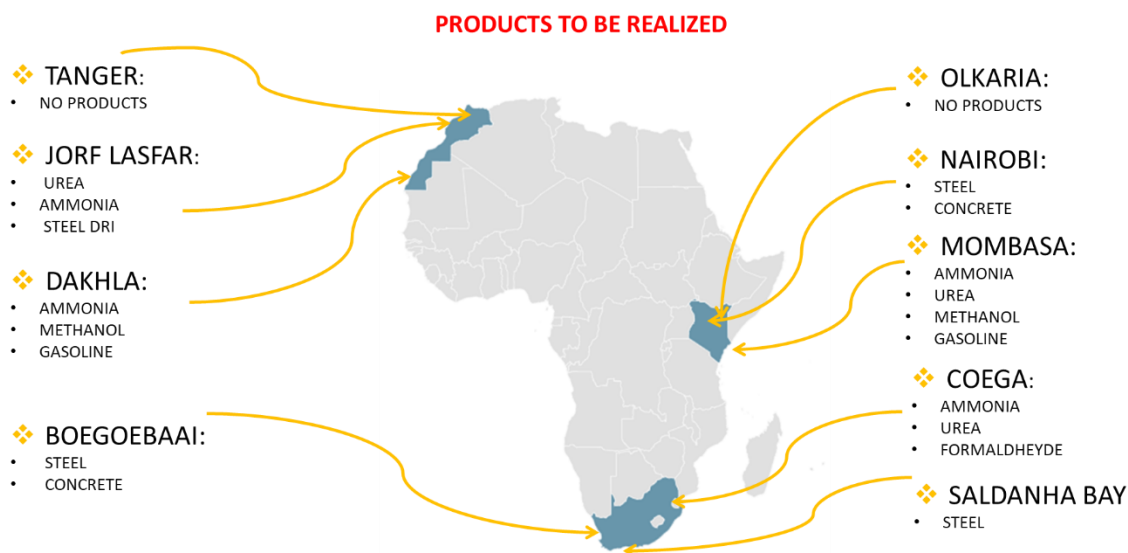 PRODUCTS TO BE REALIZED
TANGER:
NO PRODUCTS
JORF LASFAR:
UREA
AMMONIA
STEEL DRI
DAKHLA:
AMMONIA
METHANOL
GASOLINE
BOEGOEBAAI:
STEEL
CONCRETE
OLKARIA:
NO PRODUCTS
NAIROBI:
STEEL
CONCRETE
MOMBASA:
AMMONIA
UREA
METHANOL
GASOLINE
COEGA:
AMMONIA
UREA
FORMALDHEYDE
SALDANHA BAY
STEEL